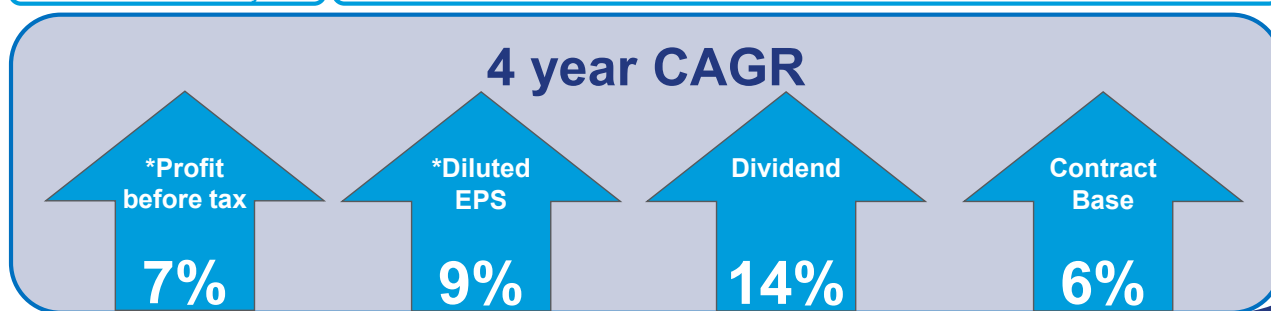 4 year CAGR
*Profit
before tax
7%
*Diluted
EPS
9%
Dividend
14%
Contract
Base
6%